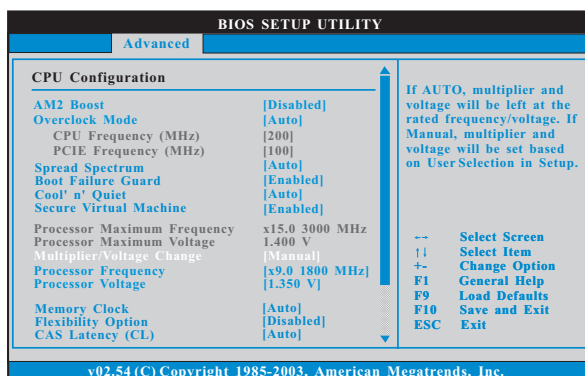 BIOS SETUP UTILITY
Advanced
CPU Configuration
AM2 Boost [Disabled]
Overclock Mode [Auto]
CPU Frequency (MHz) [200]
PCIE Frequency (MHz) [100]
Spread Spectrum [Auto]
Boot Failure Guard [Enabled]
Cool' n' Quiet [Auto]
Secure Virtual Machine [Enabled]
Processor Maximum Frequency x15.0 3000 MHz
Processor Maximum Voltage 1.400 V
Multiplier/Voltage Change [Manual]
Processor Frequency [x9.0 1800 MHz]
Processor Voltage [1.350 V]
Memory Clock [Auto]
Flexibility Option [Disabled]
CAS Latency (CL) [Auto]
If AUTO, multiplier and
voltage will be left at the
rated frequency/voltage. If
Manual, multiplier and
voltage will be set based
on User Selection in Setup.
←→ Select Screen
↑↓ Select Item
+- Change Option
F1 General Help
F9 Load Defaults
F10 Save and Exit
ESC Exit
v02.54 (C) Copyright 1985-2003, American Megatrends, Inc.